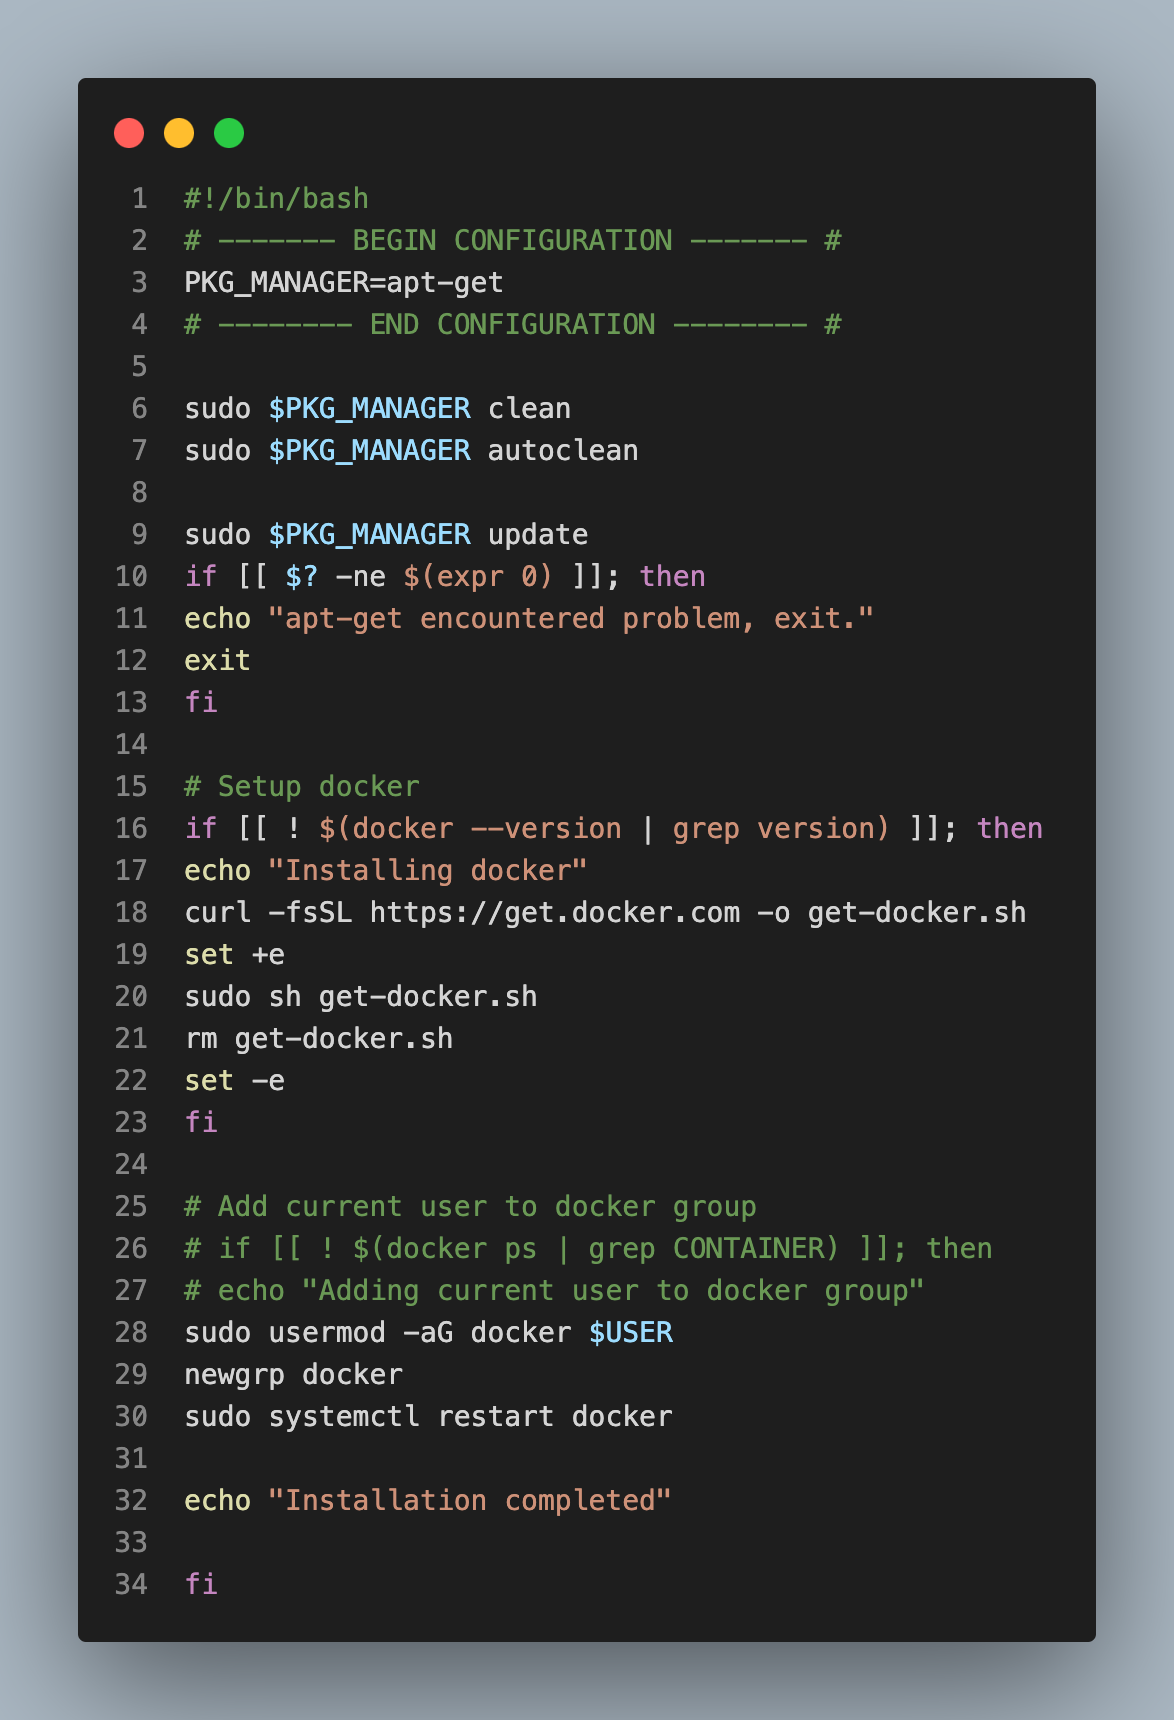 1 #!/bin/bash
2 # ------- BEGIN CONFIGURATION ------- #
3 PKG_MANAGER=apt-get
4 # -------- END CONFIGURATION -------- #
5
6 sudo $PKG_MANAGER clean
7 sudo $PKG_MANAGER autoclean
8
9 sudo $PKG_MANAGER update
10 if [[ $? -ne $(expr 0) ]]; then
11 echo "apt-get encountered problem, exit."
12 exit
13 fi
14
15 # Setup docker
16 if [[ ! $(docker --version | grep version) ]]; then
17 echo "Installing docker"
18 curl -fsSL https://get.docker.com -o get-docker.sh
19 set +e
20 sudo sh get-docker.sh
21 rm get-docker.sh
22 set -e
23 fi
24
25 # Add current user to docker group
26 # if [[ ! $(docker ps | grep CONTAINER) ]]; then
27 # echo "Adding current user to docker group"
28 sudo usermod -aG docker $USER
29 newgrp docker
30 sudo systemctl restart docker
31
32 echo "Installation completed"
33
34 fi